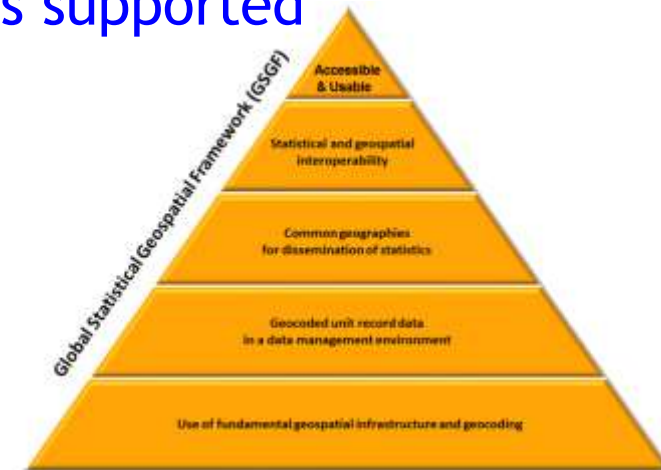 s supported
Global Statistical Geospatial Framework (GSGF)
Accessible
& Usable
Statistical and geospatial
interoperability
Common geographies
for dissemination of statistics
Geocoded unit record data
in a data management environment
Use of fundamental geospatial infrastructure and geocoding